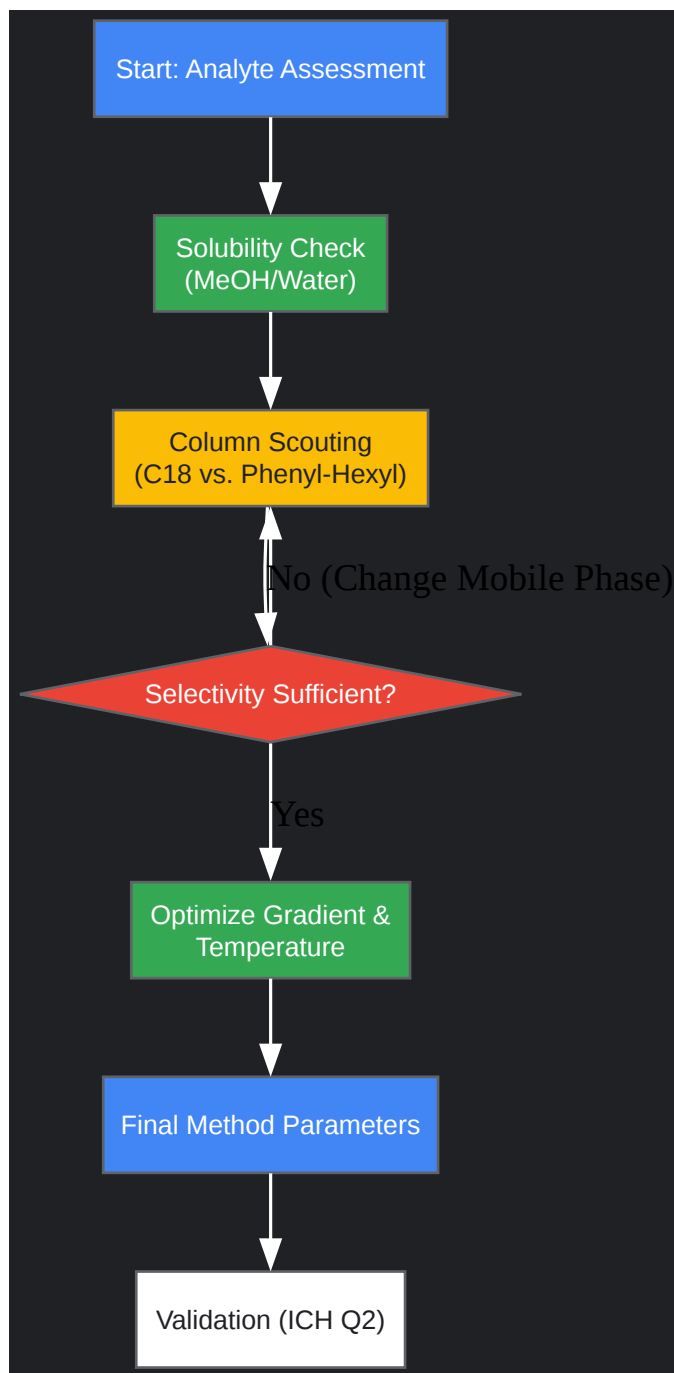 Start: Analyte Assessment
Solubility Check
(MeOH/Water)
Column Scouting
(C18 vs. Phenyl-Hexyl)
No (Change Mobile Phase)
Selectivity Sufficient?
Yes
Optimize Gradient &
Temperature
Final Method Parameters
Validation (ICH Q2)